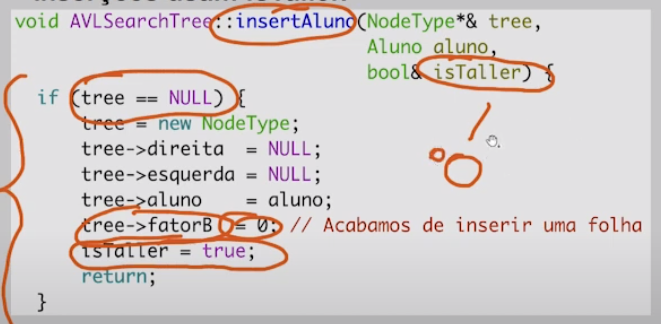 void AVLSearchTree::insertAluno(NodeType*& tree,
Aluno aluno,
bool& isTaller) {
if (tree == NULL) {
tree = new NodeType;
tree->direita = NULL;
tree->esquerda = NULL;
tree->aluno = aluno;
tree->fatorB = 0; // Acabamos de inserir uma folha
isTaller = true;
return;
}